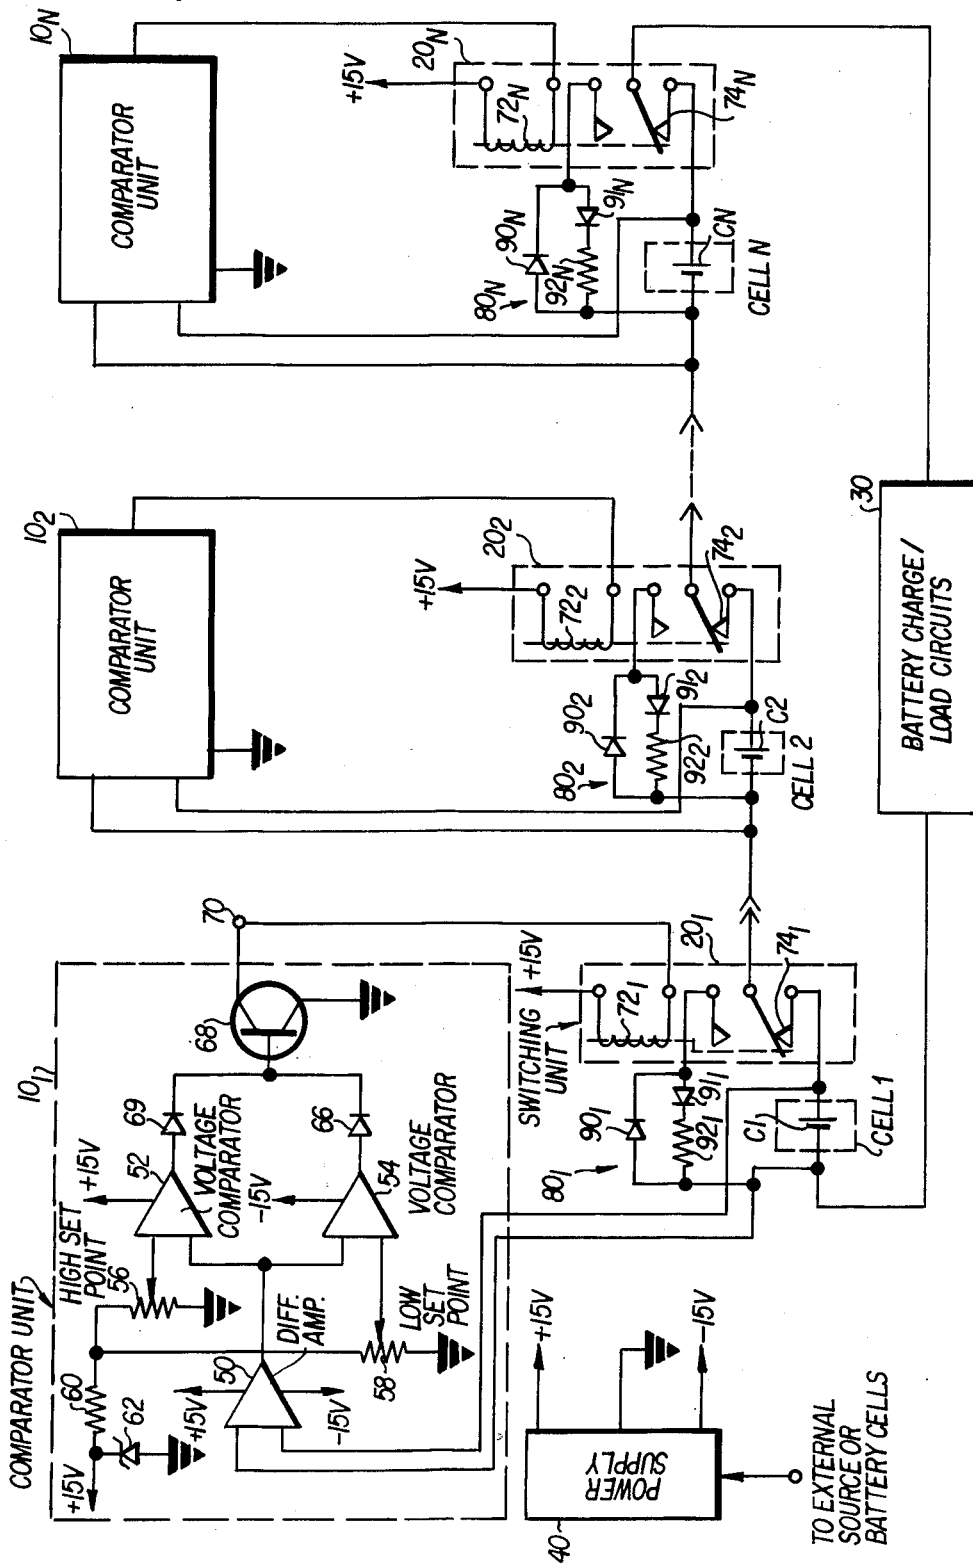 COMPARATOR UNIT
10₁
+15V
60
62
HIGH SET
POINT
56
+15V
52
69
VOLTAGE
COMPARATOR
68
70
50
+15V
-15V
DIFF.
AMP.
58
LOW
SET
POINT
-15V
54
66
VOLTAGE
COMPARATOR
POWER
SUPPLY
40
+15V
-15V
TO EXTERNAL
SOURCE OR
BATTERY CELLS
SWITCHING
UNIT
+15V
72₁
20₁
74₁
90₁
91₁
92₁
80₁
C1
CELL 1
10₂
COMPARATOR
UNIT
+15V
20₂
72₂
74₂
90₂
91₂
92₂
80₂
C2
CELL 2
10N
COMPARATOR
UNIT
+15V
20N
72N
74N
90N
91N
92N
80N
CN
CELL N
30
BATTERY CHARGE/
LOAD CIRCUITS